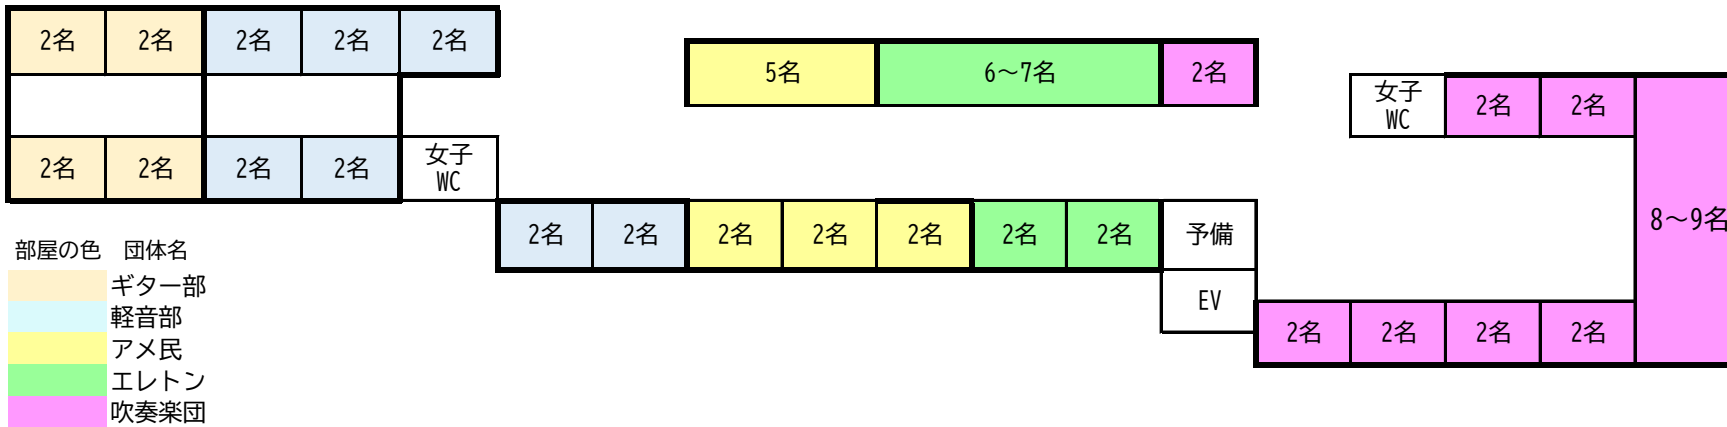 2名 2名 2名 2名 2名
5名 6～7名 2名
女子
WC
2名 2名
2名 2名 2名 2名
女子
WC
8～9名
2名 2名 2名 2名 2名 2名 2名 予備
EV
2名 2名 2名 2名
部屋の色 団体名
ギター部
軽音部
アメ民
エレトン
吹奏楽団